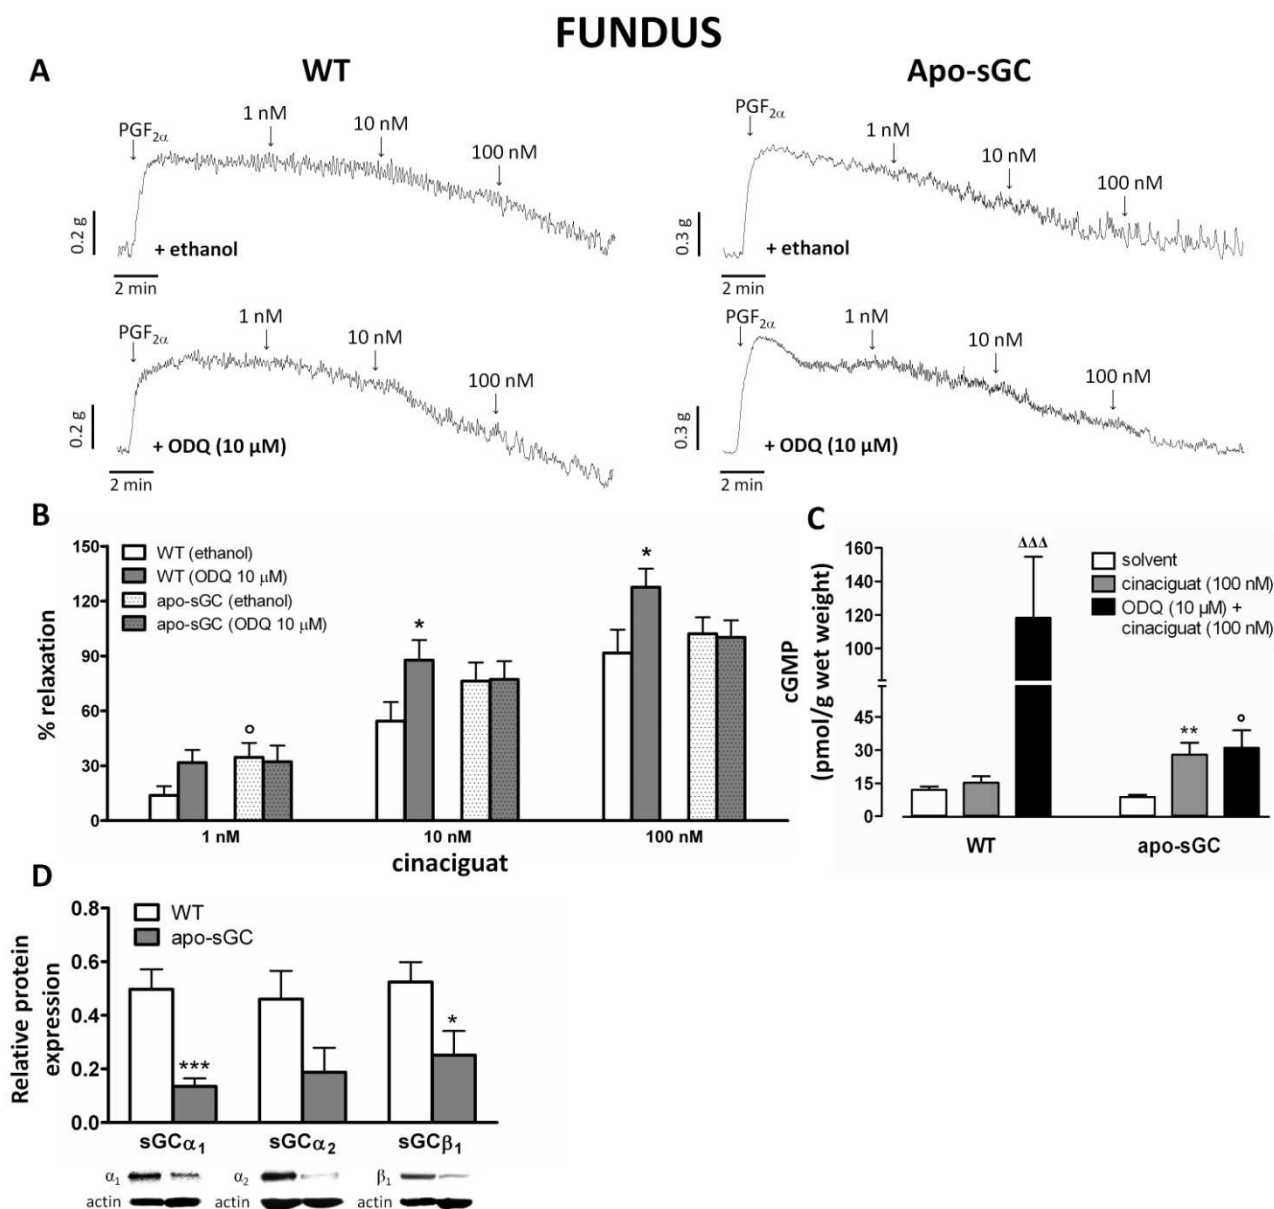 FUNDUS
A
WT
Apo-sGC
PGF2α
1 nM
10 nM
100 nM
0.2 g
+ ethanol
2 min
PGF2α
1 nM
10 nM
100 nM
0.3 g
+ ethanol
2 min
PGF2α
1 nM
10 nM
100 nM
0.2 g
+ ODQ (10 µM)
2 min
PGF2α
1 nM
10 nM
100 nM
0.3 g
+ ODQ (10 µM)
2 min
B
% relaxation
150
120
90
60
30
0
WT (ethanol)
WT (ODQ 10 µM)
apo-sGC (ethanol)
apo-sGC (ODQ 10 µM)
°
*
*
1 nM
10 nM
100 nM
cinaciguat
C
cGMP
(pmol/g wet weight)
160
140
120
100
45
30
15
0
solvent
cinaciguat (100 nM)
ODQ (10 µM) +
cinaciguat (100 nM)
ΔΔΔ
**
°
WT
apo-sGC
D
Relative protein
expression
0.8
0.6
0.4
0.2
0.0
WT
apo-sGC
***
*
sGCα1
sGCα2
sGCβ1
α1
α2
β1
actin
actin
actin